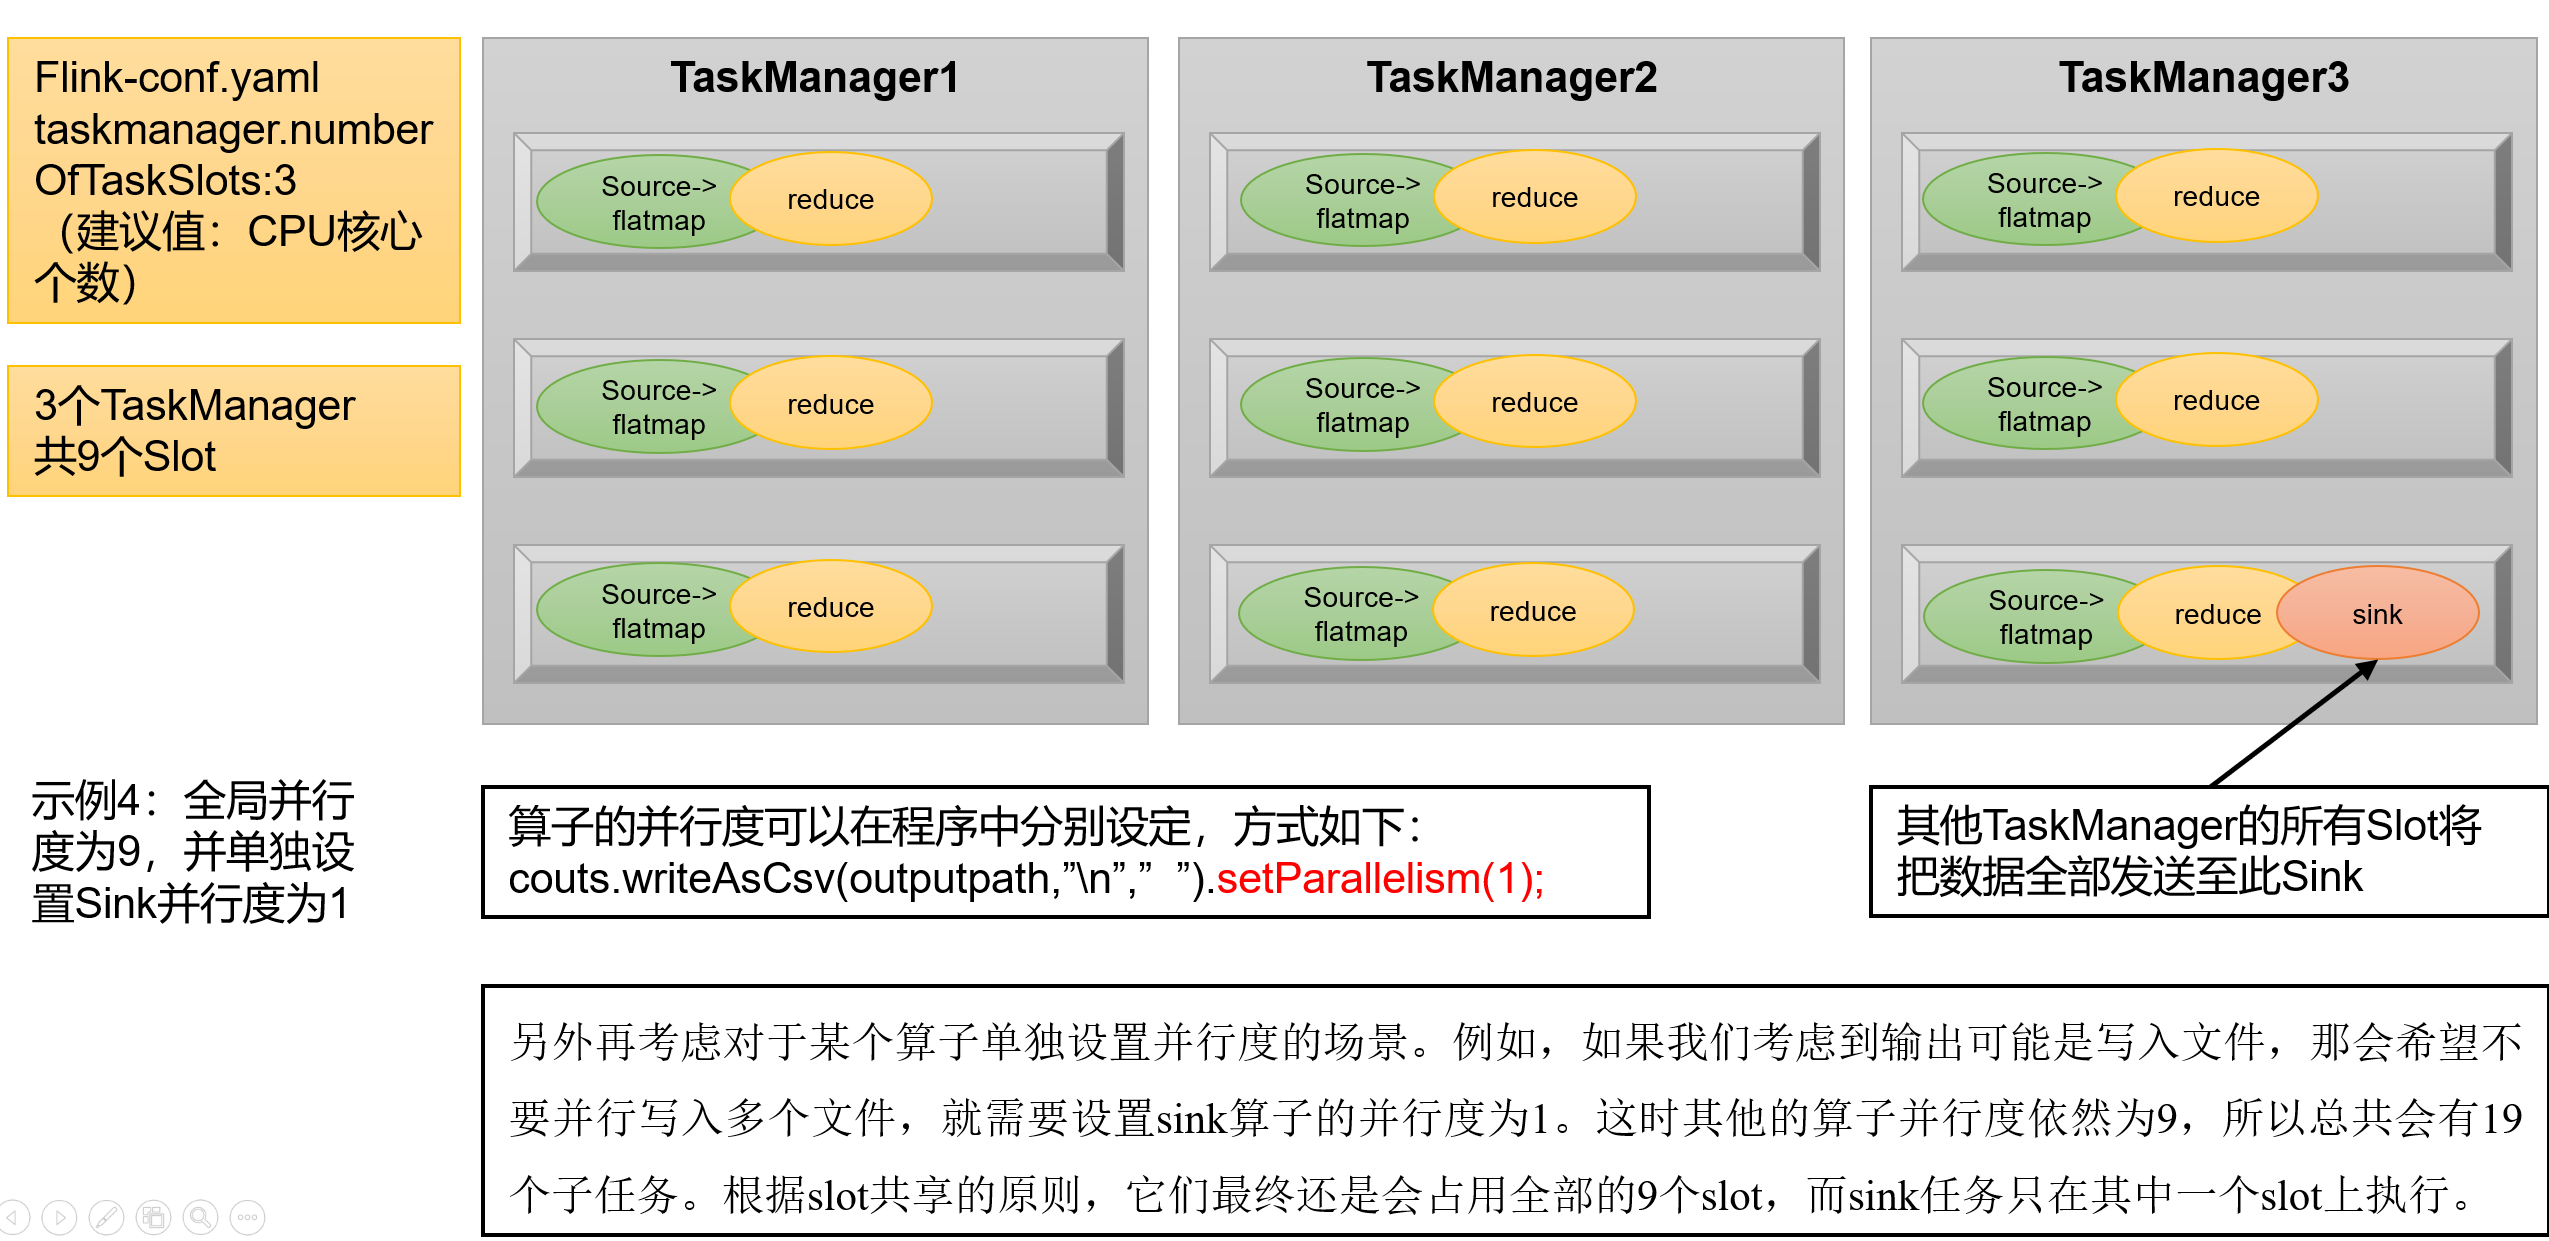 Flink-conf.yaml
taskmanager.number
OfTaskSlots:3
（建议值：CPU核心
个数）
3个TaskManager
共9个Slot
TaskManager1
Source->
flatmap
reduce
Source->
flatmap
reduce
Source->
flatmap
reduce
TaskManager2
Source->
flatmap
reduce
Source->
flatmap
reduce
Source->
flatmap
reduce
TaskManager3
Source->
flatmap
reduce
Source->
flatmap
reduce
Source->
flatmap
reduce
sink
示例4：全局并行
度为9，并单独设
置Sink并行度为1
算子的并行度可以在程序中分别设定，方式如下：
couts.writeAsCsv(outputpath,”\n”,”  ”).setParallelism(1);
其他TaskManager的所有Slot将
把数据全部发送至此Sink
另外再考虑对于某个算子单独设置并行度的场景。例如，如果我们考虑到输出可能是写入文件，那会希望不
要并行写入多个文件，就需要设置sink算子的并行度为1。这时其他的算子并行度依然为9，所以总共会有19
个子任务。根据slot共享的原则，它们最终还是会占用全部的9个slot，而sink任务只在其中一个slot上执行。